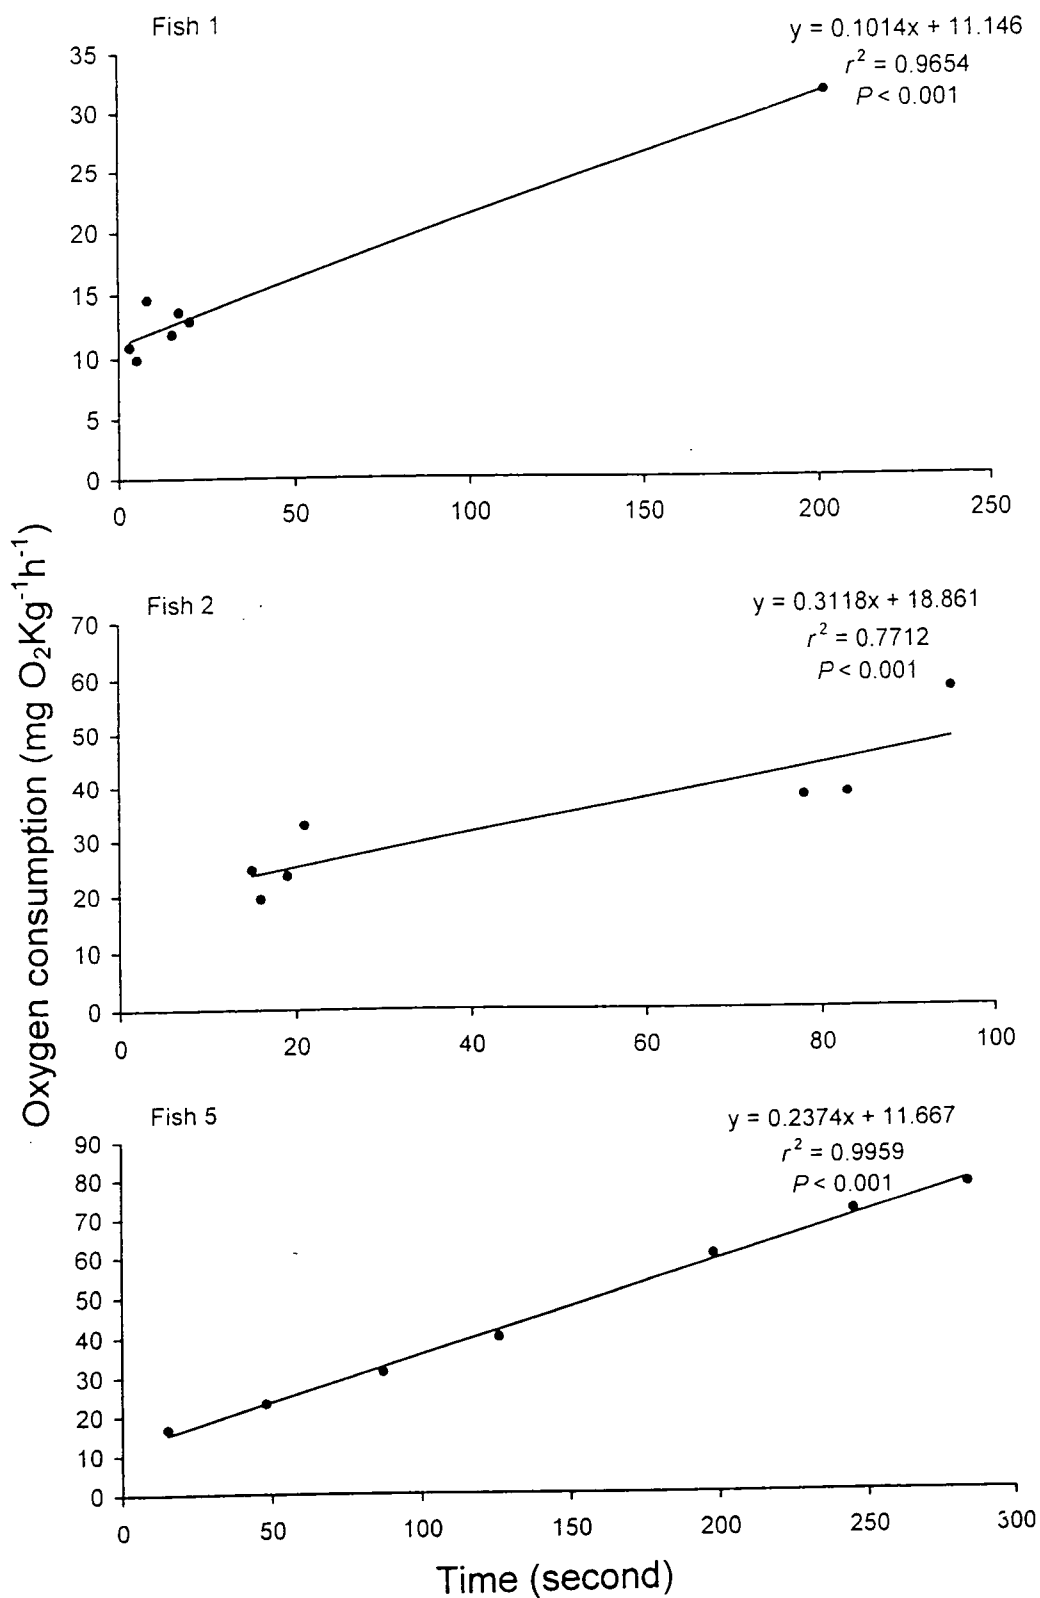 Fish 1
y = 0.1014x + 11.146
r² = 0.9654
P < 0.001
35
30
25
20
15
10
5
0
0 50 100 150 200 250
Oxygen consumption (mg O₂Kg⁻¹h⁻¹)
Fish 2
y = 0.3118x + 18.861
r² = 0.7712
P < 0.001
70
60
50
40
30
20
10
0
0 20 40 60 80 100
Fish 5
y = 0.2374x + 11.667
r² = 0.9959
P < 0.001
90
80
70
60
50
40
30
20
10
0
0 50 100 150 200 250 300
Time (second)